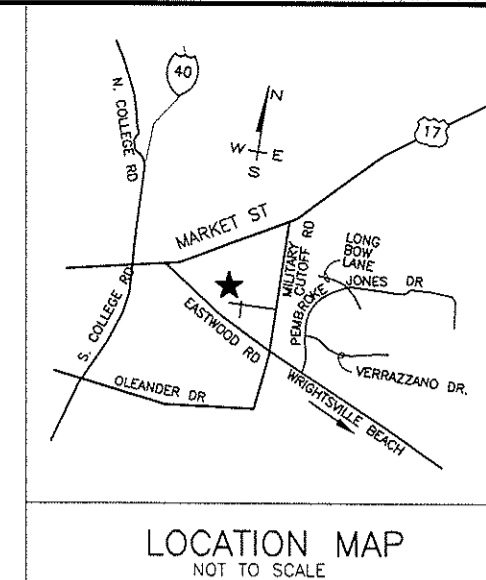 40
N. COLLEGE RD
N
W E
S
17
MARKET ST
MILITARY
CUTOFF RD
LONG
BOW
LANE
PEMBROKE JONES DR
S. COLLEGE RD
EASTWOOD RD
VERRAZZANO DR.
OLEANDER DR
WRIGHTSVILLE BEACH
LOCATION MAP
NOT TO SCALE